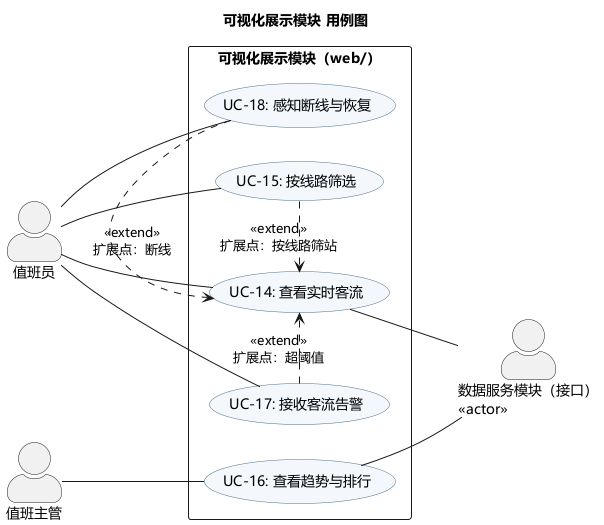 可视化展示模块 用例图
可视化展示模块（web/）
UC-18: 感知断线与恢复
UC-15: 按线路筛选
«extend»
扩展点：断线
«extend»
扩展点：按线路筛站
值班员
UC-14: 查看实时客流
«extend»
扩展点：超阈值
数据服务模块（接口）
«actor»
UC-17: 接收客流告警
UC-16: 查看趋势与排行
值班主管